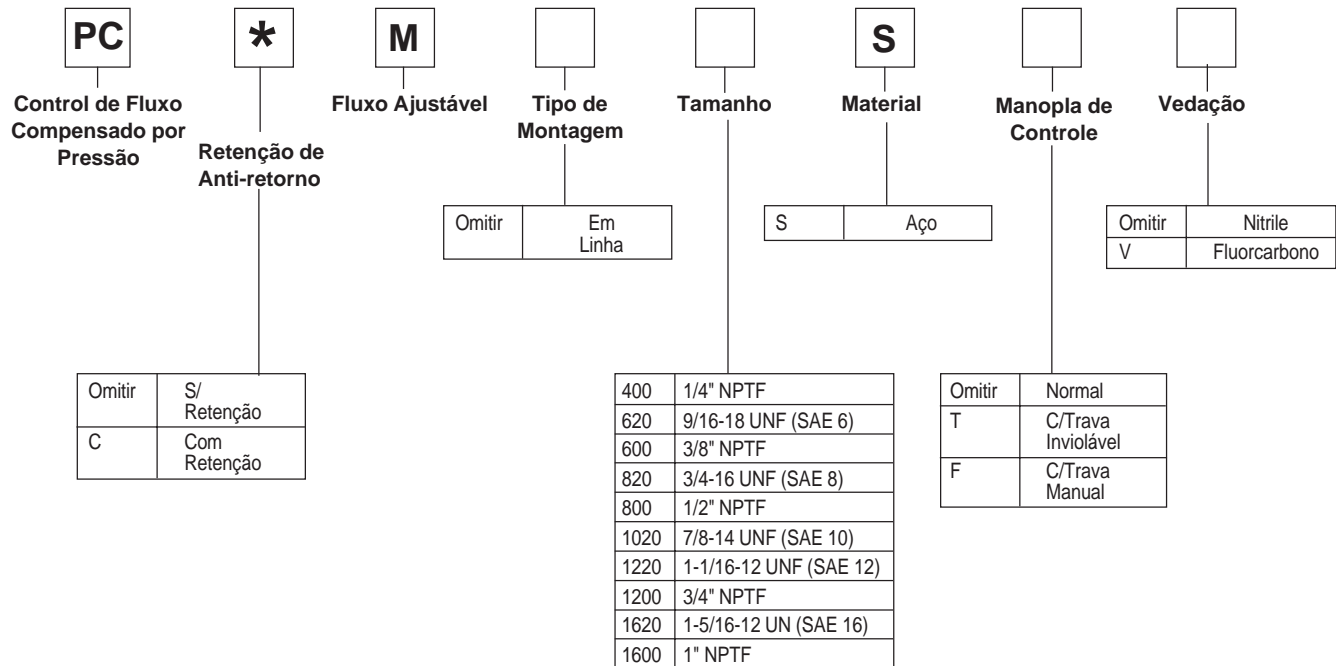 PC
*
M
S
Control de Fluxo
Compensado por
Pressão
Retenção de
Anti-retorno
Fluxo Ajustável
Tipo de
Montagem
Tamanho
Material
Manopla de
Controle
Vedação
Omitir Em
Linha
S Aço
Omitir Nitrile
V Fluorcarbono
Omitir S/
Retenção
C Com
Retenção
400 1/4" NPTF
620 9/16-18 UNF (SAE 6)
600 3/8" NPTF
820 3/4-16 UNF (SAE 8)
800 1/2" NPTF
1020 7/8-14 UNF (SAE 10)
1220 1-1/16-12 UNF (SAE 12)
1200 3/4" NPTF
1620 1-5/16-12 UN (SAE 16)
1600 1" NPTF
Omitir Normal
T C/Trava
Inviolável
F C/Trava
Manual